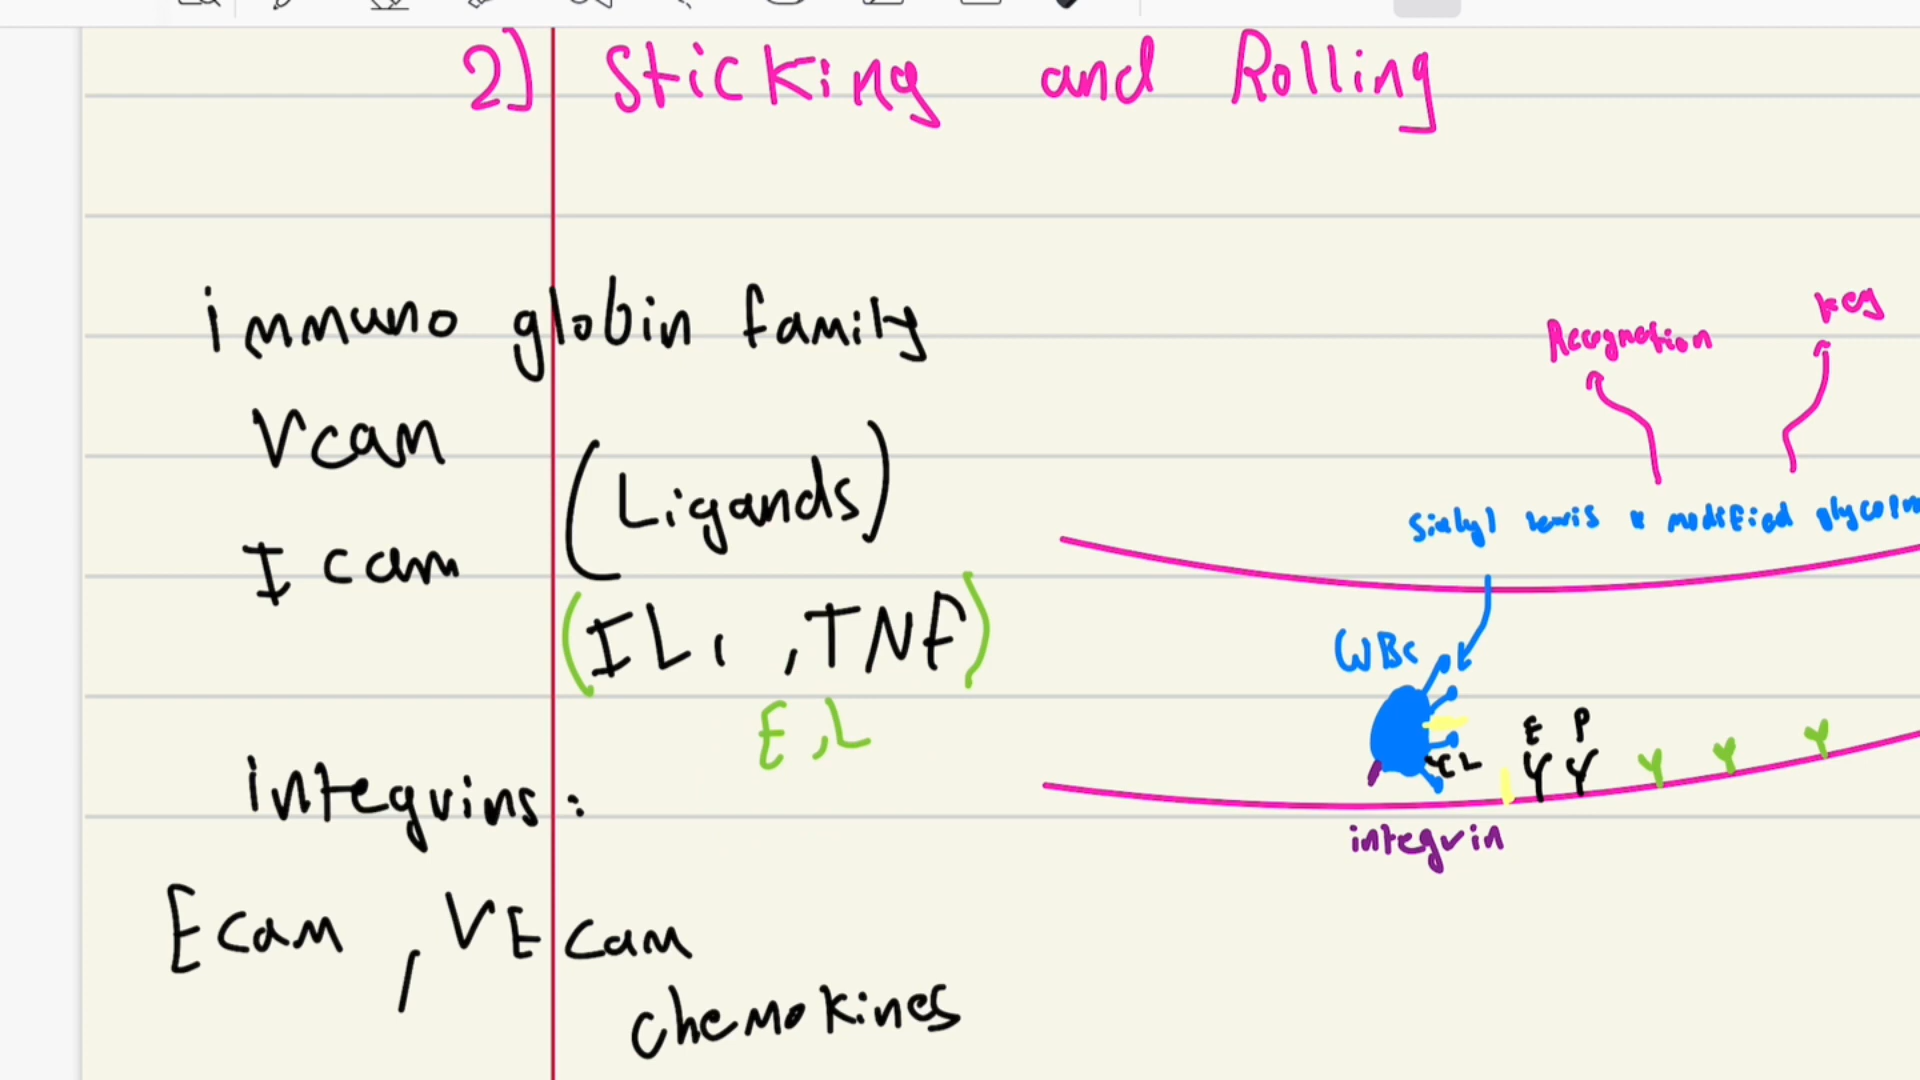 2) Sticking and Rolling
immuno globin family
Vcam
Icam
(Ligands)
(IL1, TNF)
E, L
integrins:
Ecam, VEcam
chemokines
Recognation
key
Sialyl lewis x modified
WBC
E P
L
integrin